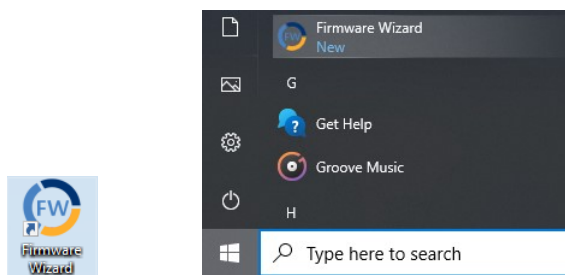 FW
Firmware
Wizard
FW
Firmware Wizard
New
G
Get Help
?
Groove Music
H
Type here to search